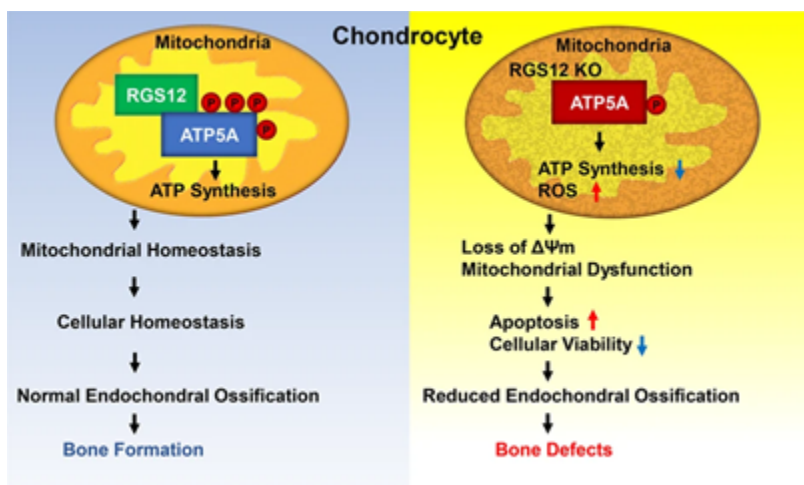 Chondrocyte
Mitochondria
RGS12
P P P
ATP5A
P
ATP Synthesis
Mitochondrial Homeostasis
Cellular Homeostasis
Normal Endochondral Ossification
Bone Formation
Mitochondria
RGS12 KO
ATP5A
P
ATP Synthesis
ROS
Loss of ΔΨm
Mitochondrial Dysfunction
Apoptosis
Cellular Viability
Reduced Endochondral Ossification
Bone Defects